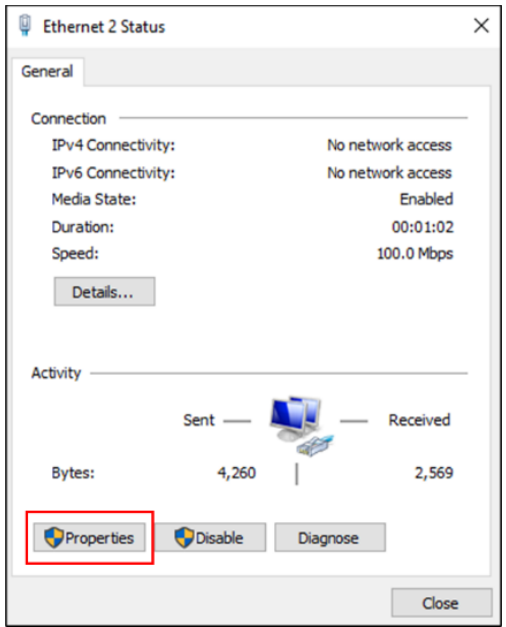 Ethernet 2 Status
General
Connection
IPv4 Connectivity: No network access
IPv6 Connectivity: No network access
Media State: Enabled
Duration: 00:01:02
Speed: 100.0 Mbps
Details...
Activity
Sent Received
Bytes: 4,260 2,569
Properties Disable Diagnose
Close